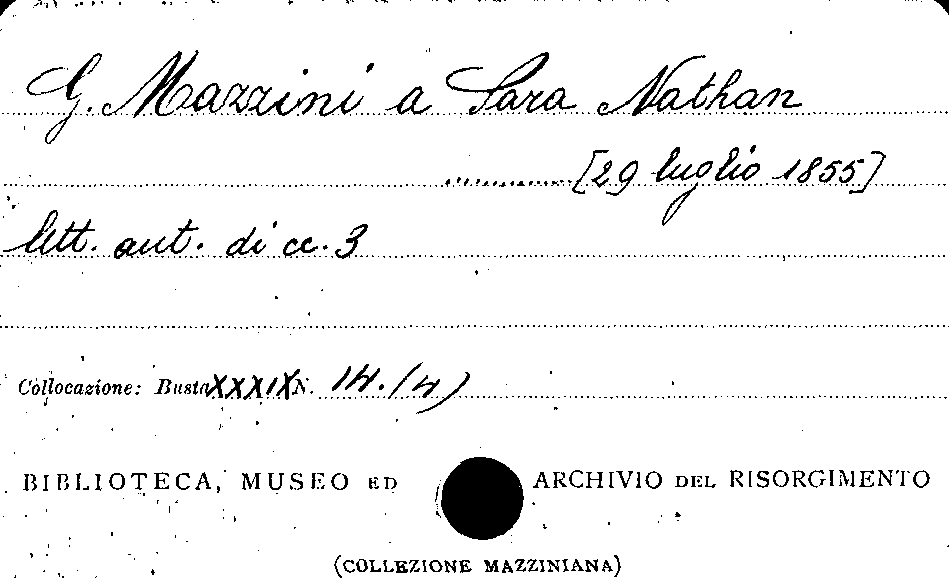 G. Mazzini a Sara Nathan
............[29 luglio 1855]
lett. aut. di cc. 3
Collocazione: Busta XXXIX N. 14./4)
BIBLIOTECA, MUSEO ED ARCHIVIO DEL RISORGIMENTO
(COLLEZIONE MAZZINIANA)